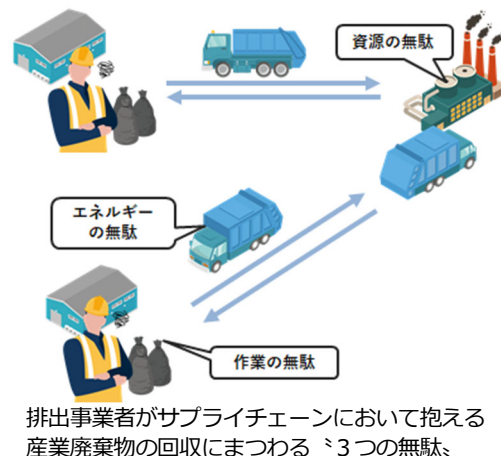 資源の無駄
エネルギー
の無駄
作業の無駄
排出事業者がサプライチェーンにおいて抱える
産業廃棄物の回収にまつわる〝３つの無駄〟